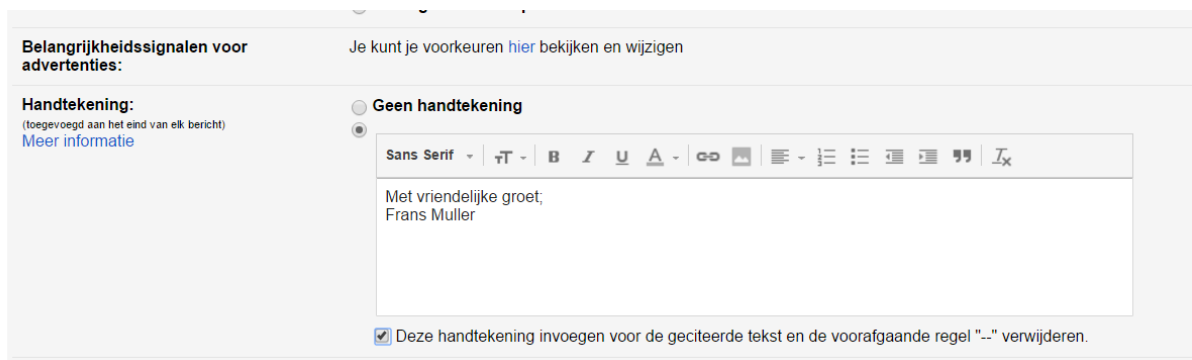 Belangrijkheidssignalen voor
advertenties:
Je kunt je voorkeuren hier bekijken en wijzigen
Handtekening:
(toegevoegd aan het eind van elk bericht)
Meer informatie
Geen handtekening
Sans Serif
Met vriendelijke groet;
Frans Muller
Deze handtekening invoegen voor de geciteerde tekst en de voorafgaande regel "--" verwijderen.